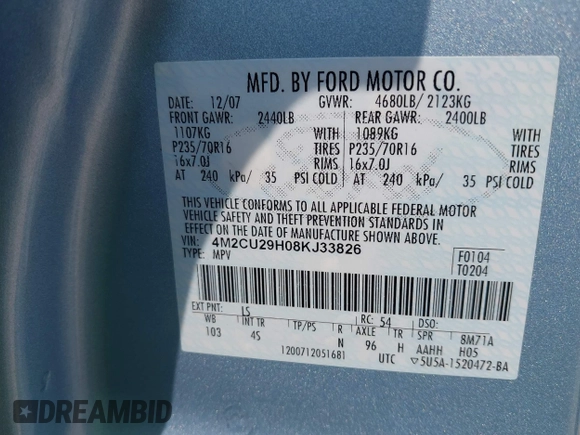 MFD. BY FORD MOTOR CO.
DATE: 12/07 GVWR: 4680LB/ 2123KG
FRONT GAWR: 2440LB REAR GAWR: 2400LB
1107KG WITH 1089KG WITH
P235/70R16 TIRES P235/70R16 TIRES
16x7.0J RIMS 16x7.0J RIMS
AT 240 kPa/ 35 PSI COLD AT 240 kPa/ 35 PSI COLD
THIS VEHICLE CONFORMS TO ALL APPLICABLE FEDERAL MOTOR
VEHICLE SAFETY AND THEFT PREVENTION STANDARDS IN
EFFECT ON THE DATE OF MANUFACTURE SHOWN ABOVE.
VIN: 4M2CU29H08KJ33826
TYPE: MPV
F0104
T0204
EXT PNT: LS RC: 54 DSO:
WB INT TR TP/PS R AXLE TR SPR 8M71A
103 4S N 96 H AAHH H05
1200712051681 UTC ▽5U5A-1520472-BA
DREAMBID